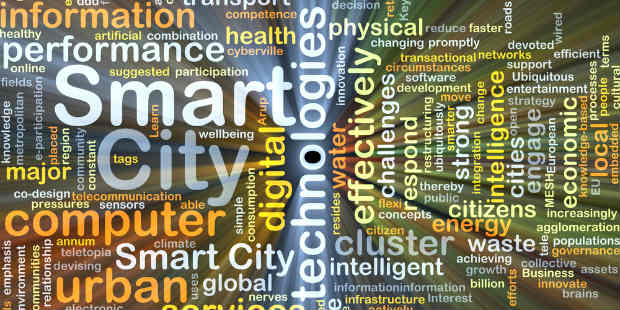 transport
decision
Key
roads
wired
terms
information
combination
physical
reduce faster
healthy
artificial
health
changing promptly
devoted
efficient
performance
cyberville
transactional networks
support
online
circumstances
Ubiquitous
suggested participation
software
entertainment
fields
Smart
development
strategy
technologies
innovation
effectively
challenges
move
change
intelligence
processes
people
cultural
knowledge
metropolitan
e-participation
placed
region
community
constant
Learn
Arup
wellbeing
City
tags
digital
water
respond
restructuring
ubiquitously
smarter
strong
integration
cities
open
engage
MESH
European
economic
knowledge-based
EU
local
embedded
major
co-design
telecommunication
simple
consumption
resides
flexi
thereby
public
pressures
sensors
able
concepts
citizens
increasingly
computer
citizen
energy
agglomeration
annum
climate
cluster
waste
tele
populations
emphasis
environment
communities
relationship
teletopia
Smart City
governance
devising
intelligent
achieving
collective
assets
growth
Business
urban
uses
global
informationinformation
billion
efforts
innovate
nerves
infrastructure
Interest
brains
electronic
services
actively